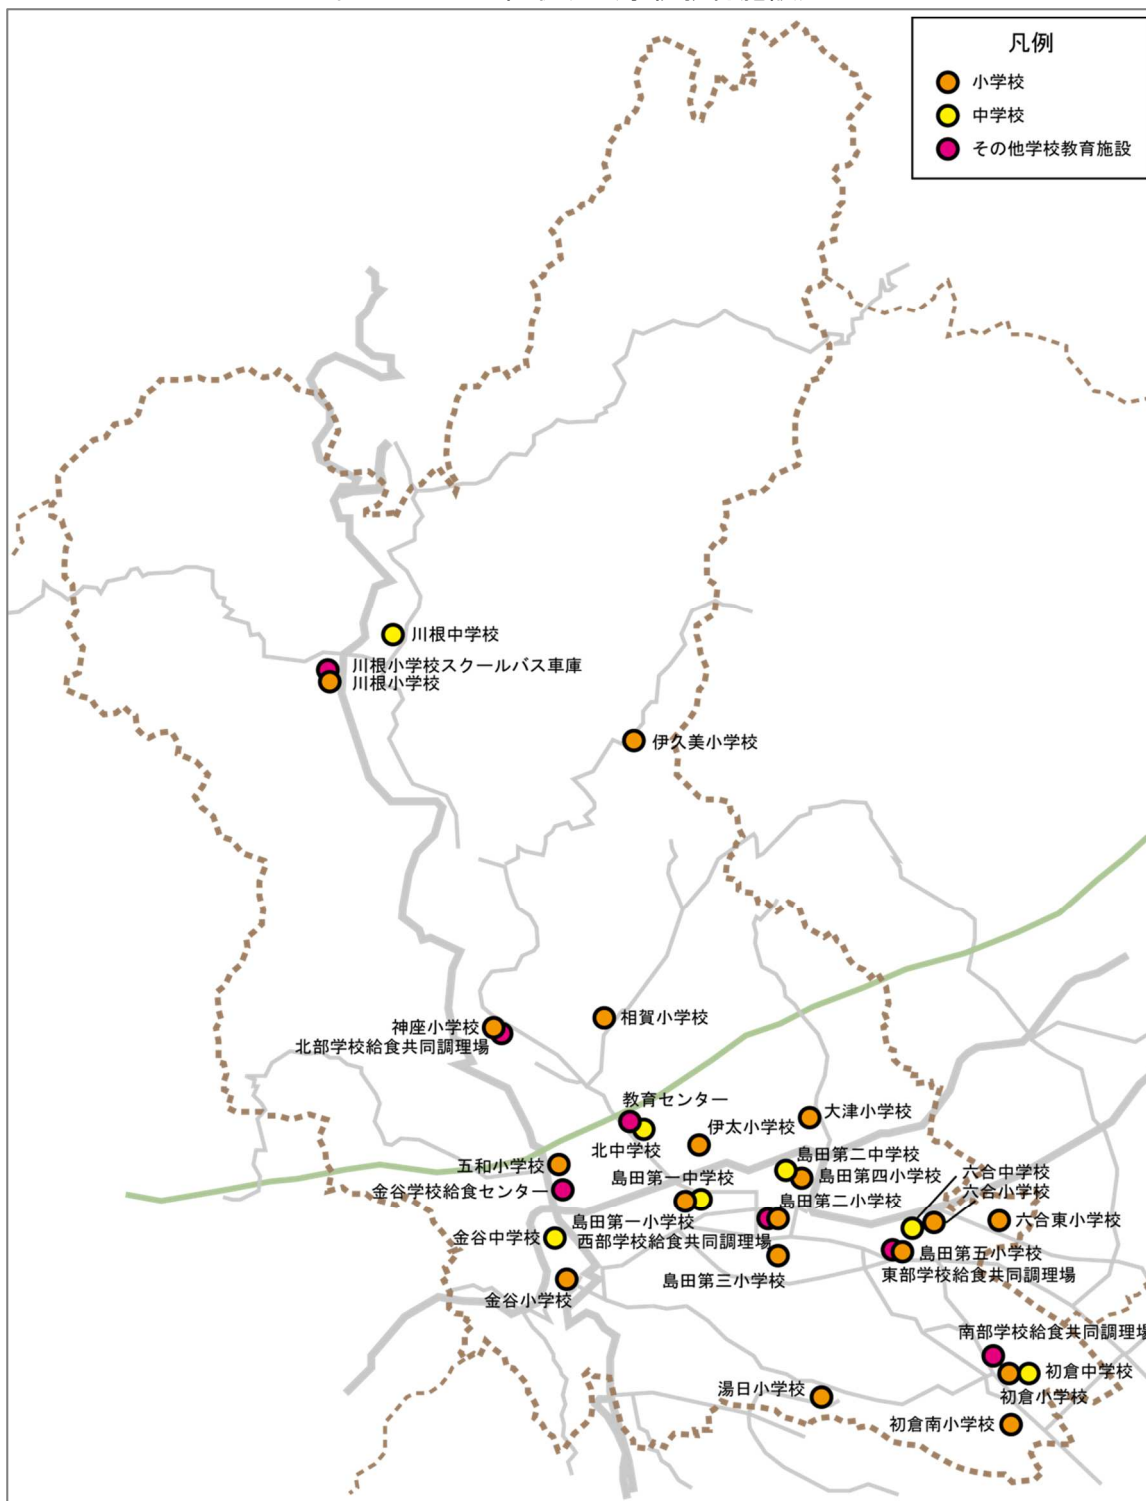 凡例
小学校
中学校
その他学校教育施設
川根中学校
川根小学校スクールバス車庫
川根小学校
伊久美小学校
神座小学校
相賀小学校
北部学校給食共同調理場
教育センター
大津小学校
伊太小学校
北中学校
島田第二中学校
五和小学校
島田第一中学校
島田第四小学校
六合中学校
金谷学校給食センター
六合小学校
島田第二小学校
島田第一小学校
六合東小学校
金谷中学校
西部学校給食共同調理場
島田第五小学校
島田第三小学校
東部学校給食共同調理場
金谷小学校
南部学校給食共同調理場
初倉中学校
湯日小学校
初倉小学校
初倉南小学校